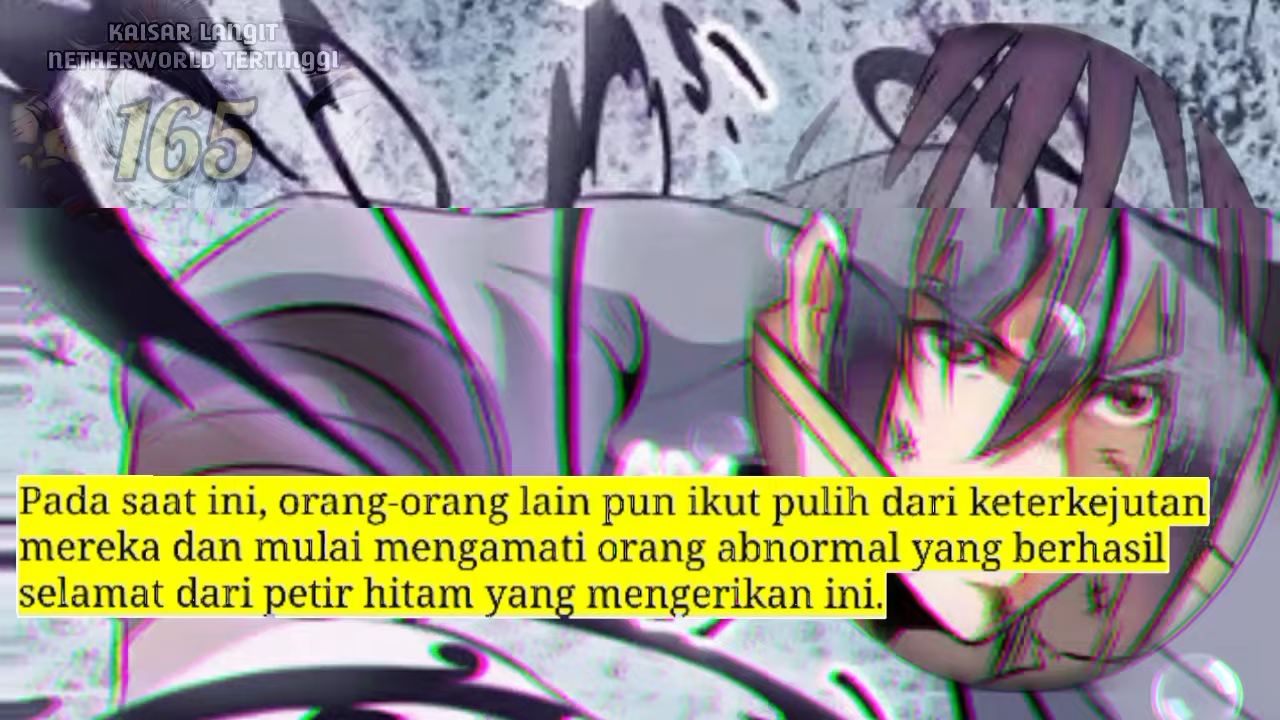 KAISAR LANGIT
NETHERWORLD TERTINGGI
165
Pada saat ini, orang-orang lain pun ikut pulih dari keterkejutan
mereka dan mulai mengamati orang abnormal yang berhasil
selamat dari petir hitam yang mengerikan ini.